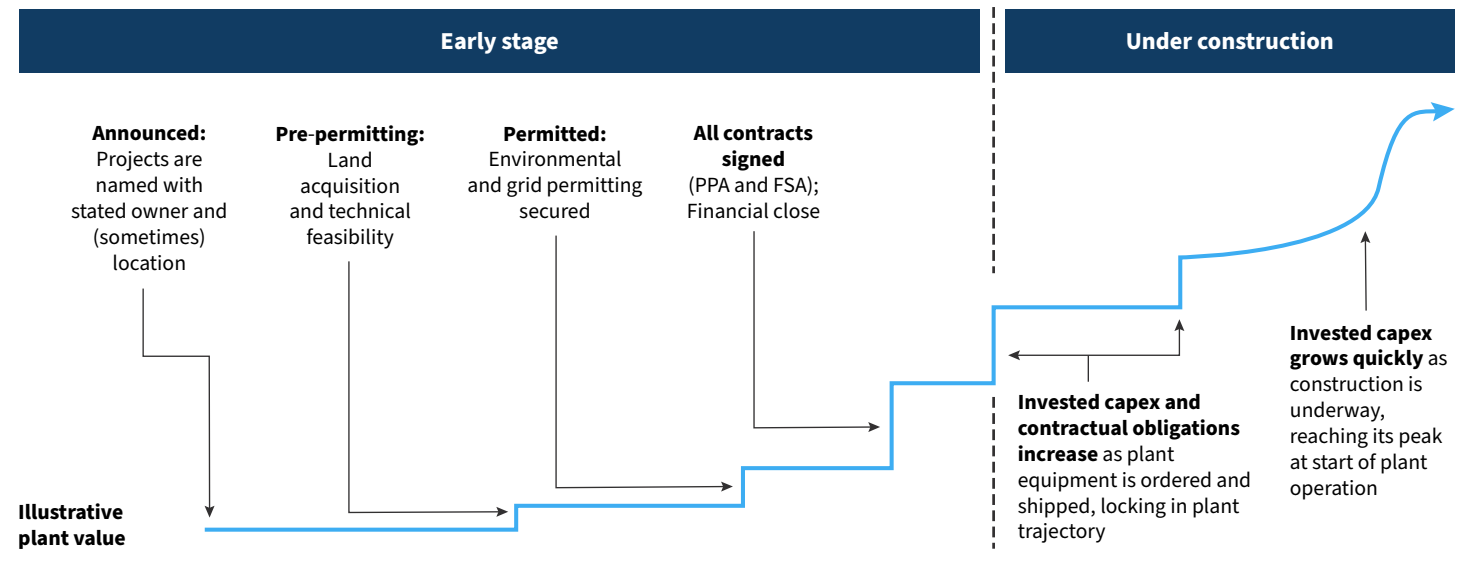 Early stage
Under construction
Announced:
Projects are
named with
stated owner and
(sometimes)
location
Pre-permitting:
Land
acquisition
and technical
feasibility
Permitted:
Environmental
and grid permitting
secured
All contracts
signed
(PPA and FSA);
Financial close
Invested capex and
contractual obligations
increase as plant
equipment is ordered and
shipped, locking in plant
trajectory
Invested capex
grows quickly as
construction is
underway,
reaching its peak
at start of plant
operation
Illustrative
plant value